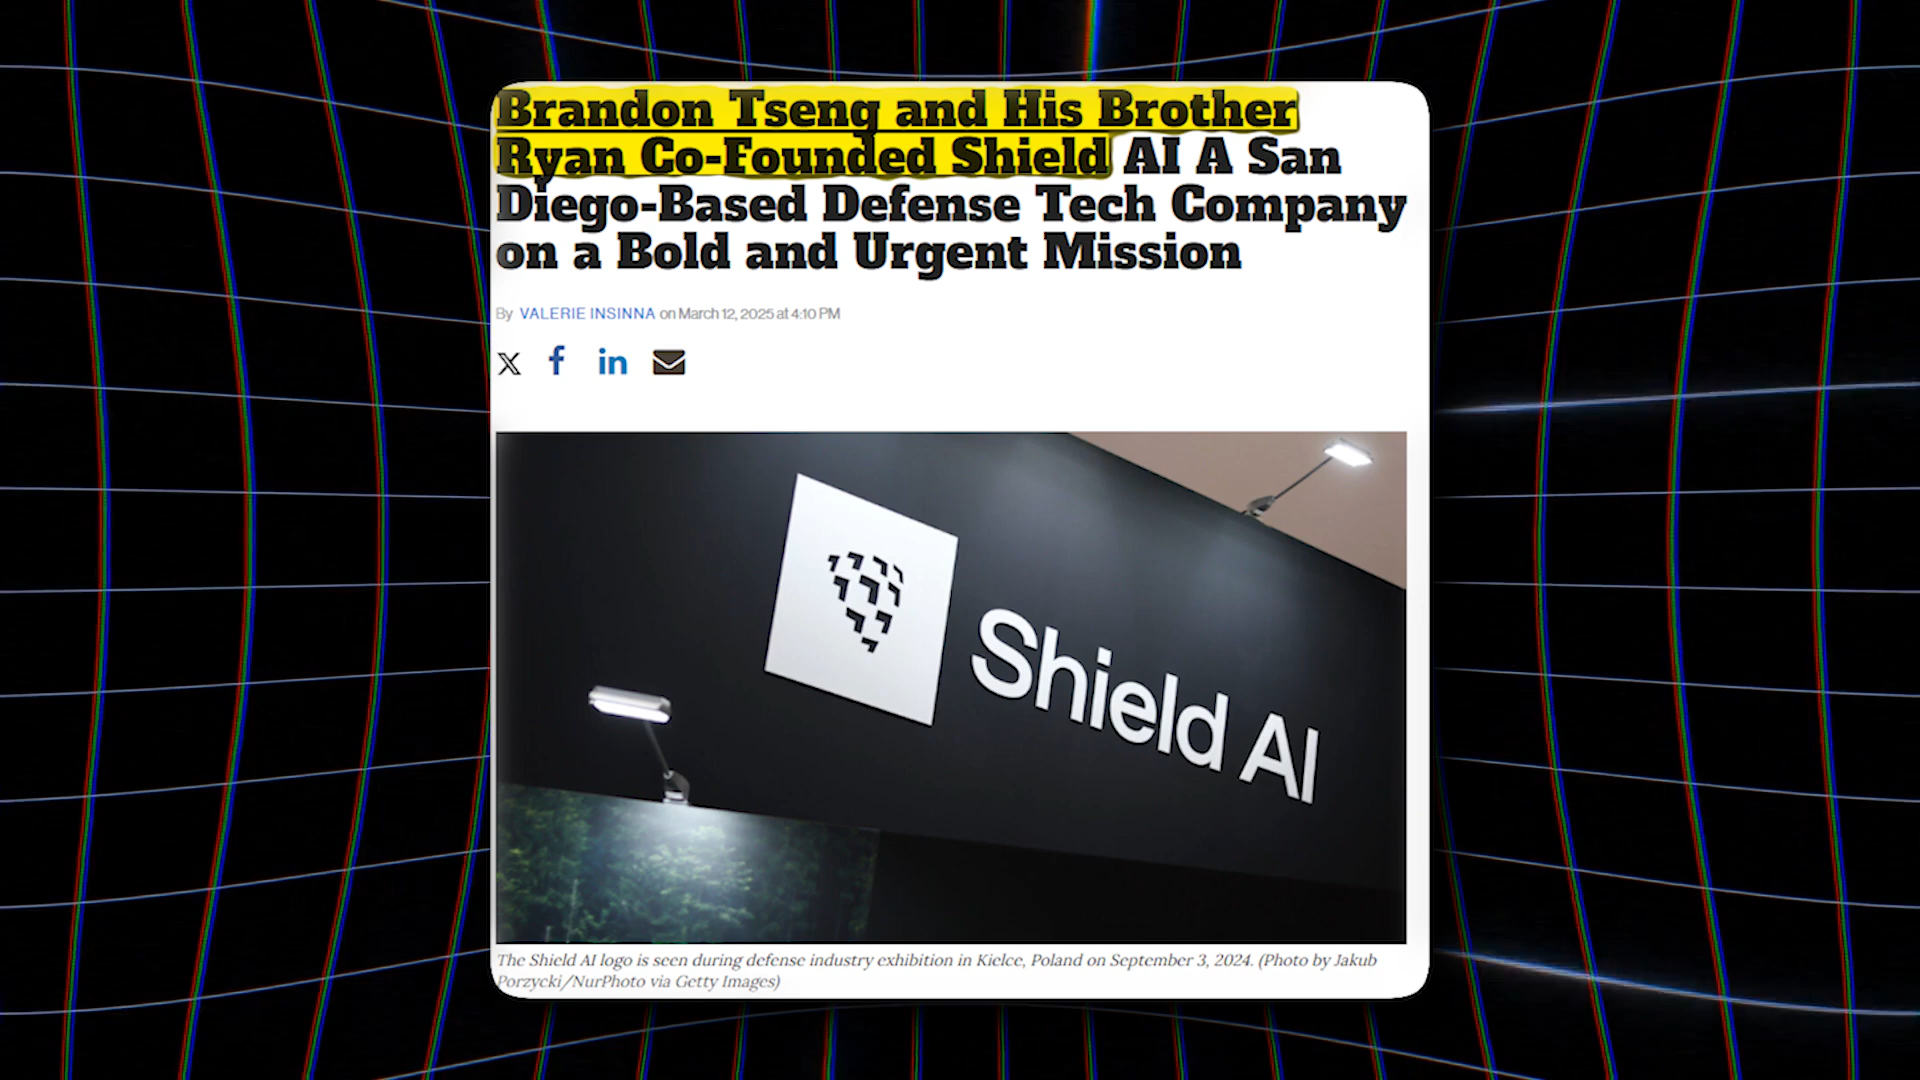 Brandon Tseng and His Brother
Ryan Co-Founded Shield AI A San
Diego-Based Defense Tech Company
on a Bold and Urgent Mission
By VALERIE INSINNA on March 12, 2025 at 4:10 PM
Shield AI
The Shield AI logo is seen during defense industry exhibition in Kielce, Poland on September 3, 2024. (Photo by Jakub
Porzycki/NurPhoto via Getty Images)